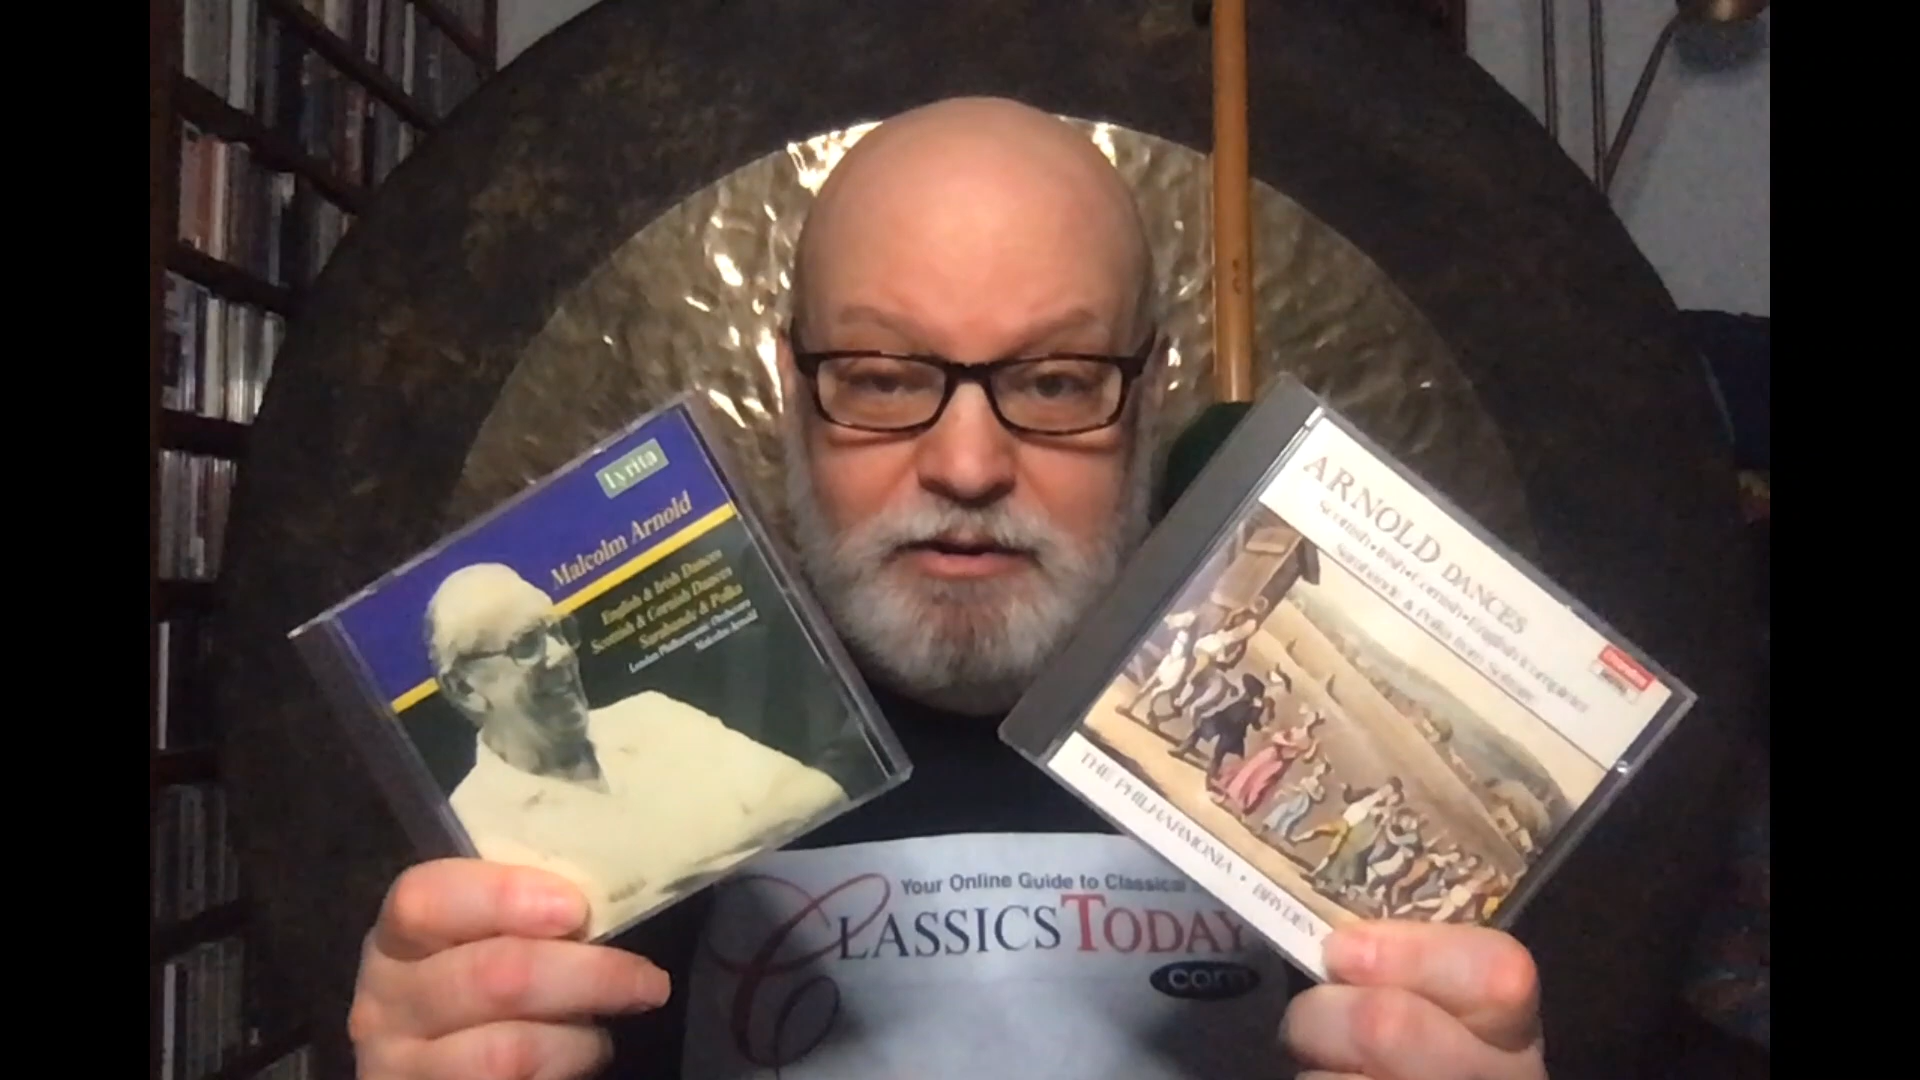 Lyrita
Malcolm Arnold
English & Irish Dances
Scottish & Cornish Dances
Sarabande & Polka
London Philharmonic Orchestra
Malcolm Arnold
ARNOLD DANCES
Scottish • Irish • Cornish • English (complete)
Sarabande & Polka from Solitaire
THE PHILHARMONIA • BRYDEN
Your Online Guide to Classical
CLASSICSTODAY
.com